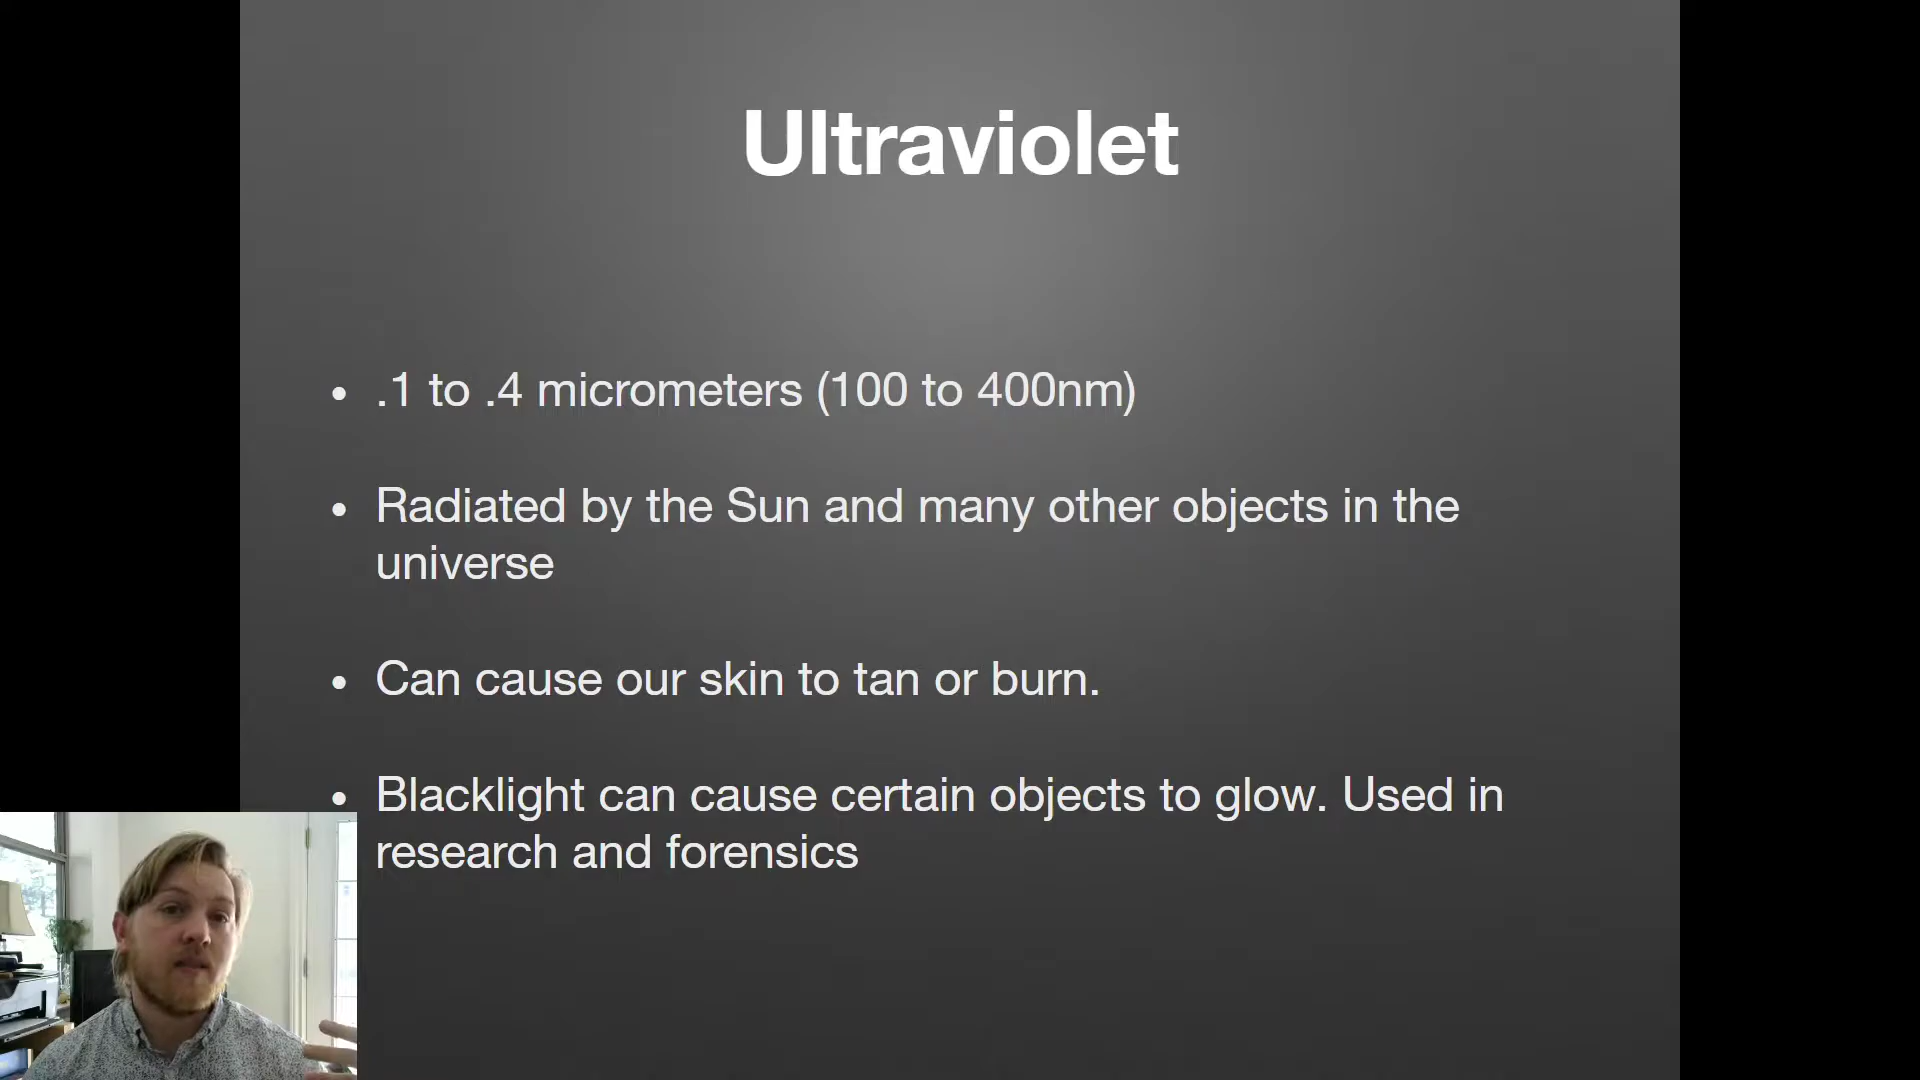 Ultraviolet
• .1 to .4 micrometers (100 to 400nm)
• Radiated by the Sun and many other objects in the
universe
• Can cause our skin to tan or burn.
• Blacklight can cause certain objects to glow. Used in
research and forensics